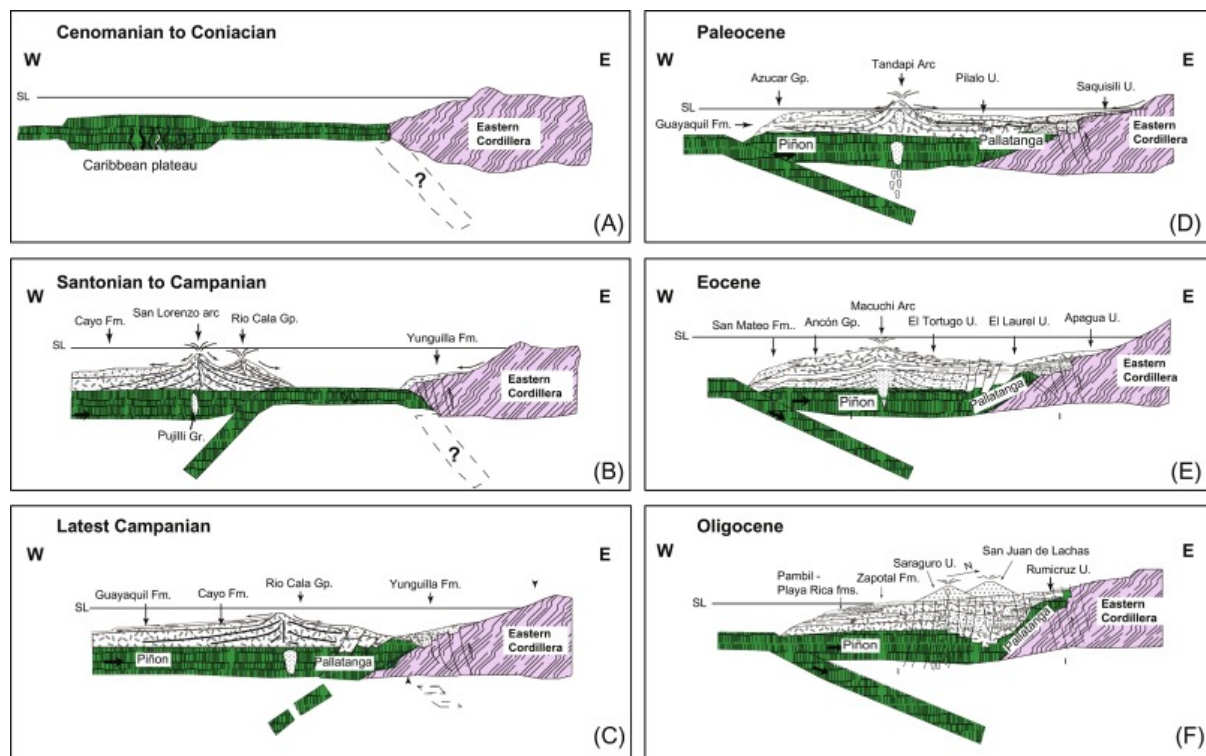 Cenomanian to Coniacian
W
E
SL
Eastern
Cordillera
Caribbean plateau
?
(A)
Santonian to Campanian
W
E
Cayo Fm.
San Lorenzo arc
Rio Cala Gp.
Yunguilla Fm.
SL
Eastern
Cordillera
Pujilli Gr.
?
(B)
Latest Campanian
W
E
Guayaquil Fm.
Cayo Fm.
Rio Cala Gp.
Yunguilla Fm.
SL
Eastern
Cordillera
Piñon
Pallatanga
(C)
Paleocene
W
E
Azucar Gp.
Tandapi Arc
Pilalo U.
Saquisili U.
SL
Guayaquil Fm.
Piñon
Pallatanga
Eastern
Cordillera
(D)
Eocene
W
E
San Mateo Fm..
Ancón Gp.
Macuchi Arc
El Tortugo U.
El Laurel U.
Apagua U.
SL
Piñon
Pallatanga
Eastern
Cordillera
(E)
Oligocene
W
E
Pambil -
Playa Rica fms.
Zapotal Fm.
Saraguro U.
N
San Juan de Lachas
Rumicruz U.
SL
Piñon
Pallatanga
Eastern
Cordillera
(F)